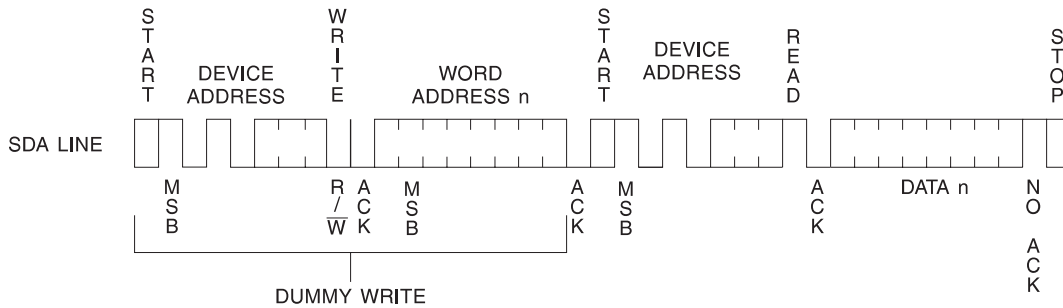 START
DEVICE
ADDRESS
WRITE
WORD
ADDRESS n
START
DEVICE
ADDRESS
READ
STOP
SDA LINE
MSB
R/W
ACK
MSB
ACK
MSB
ACK
DATA n
NO ACK
DUMMY WRITE